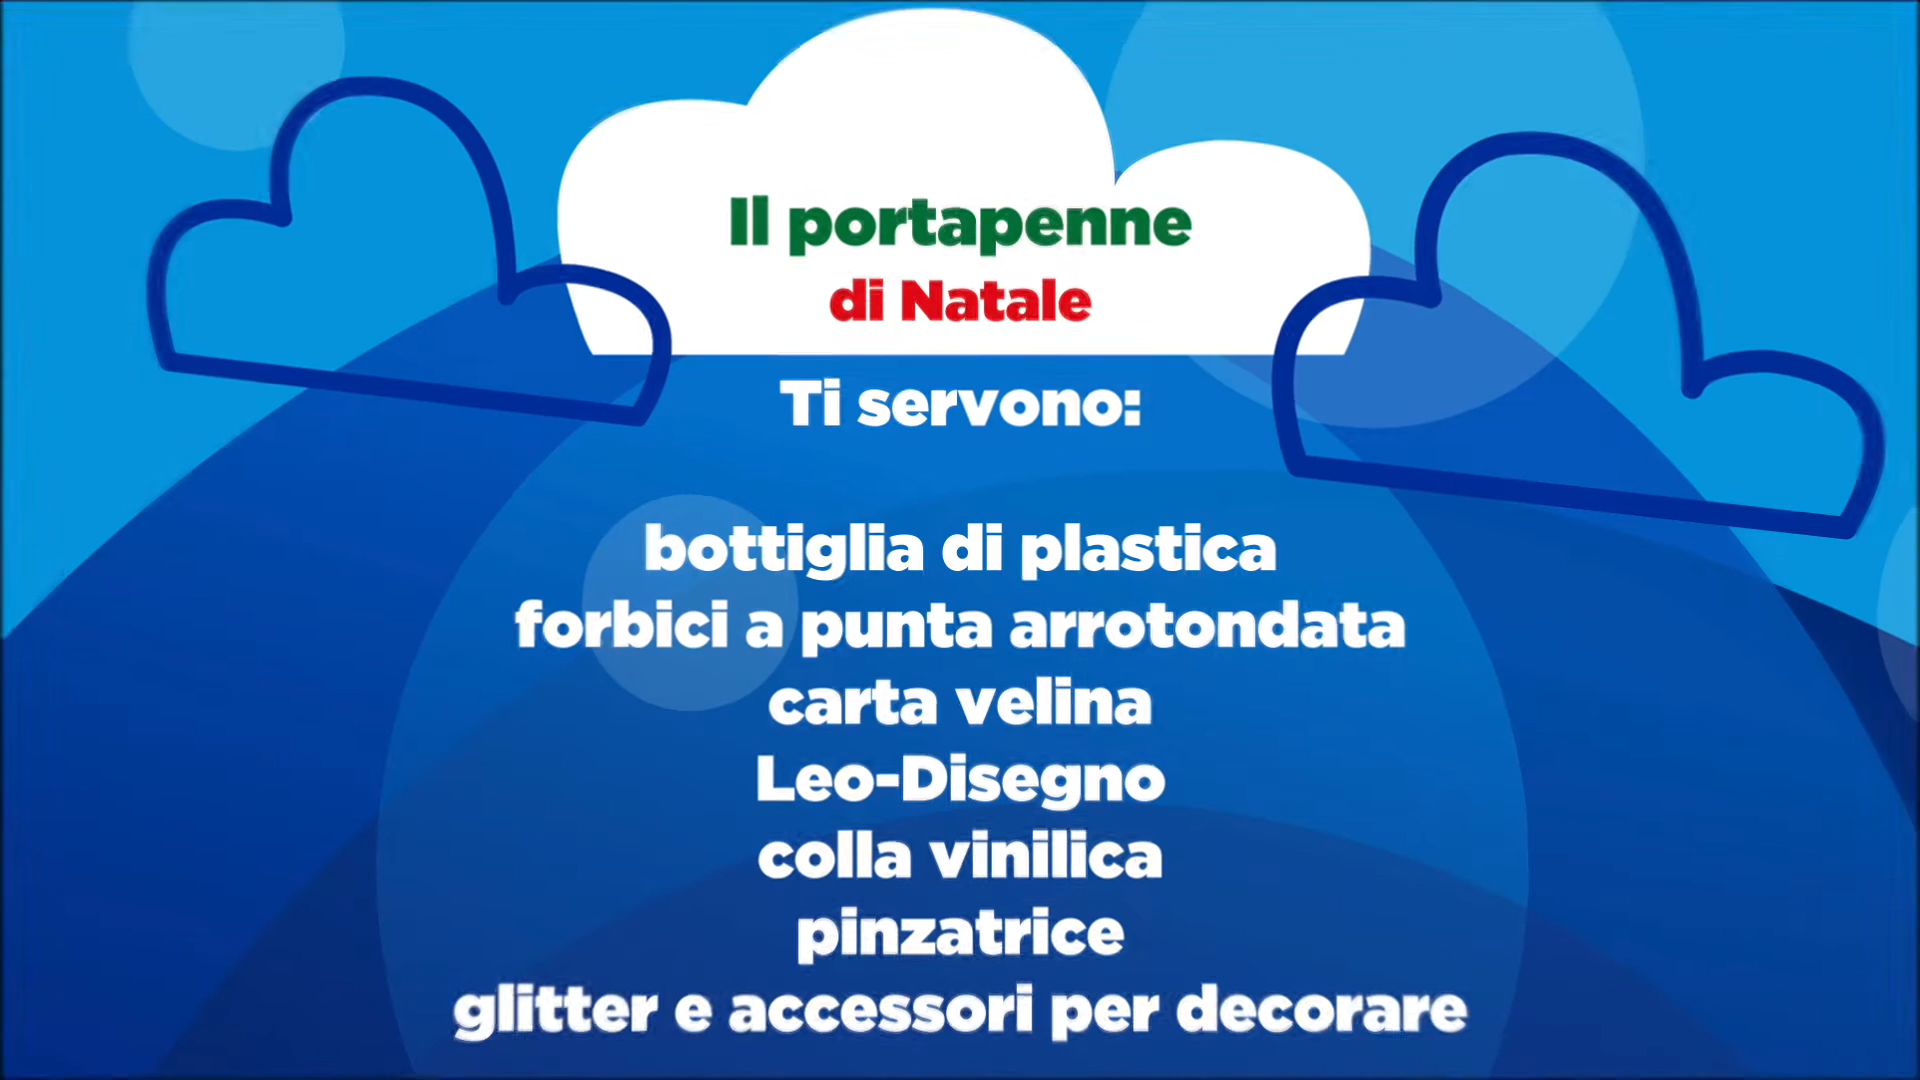 Il portapenne
di Natale
Ti servono:
bottiglia di plastica
forbici a punta arrotondata
carta velina
Leo-Disegno
colla vinilica
pinzatrice
glitter e accessori per decorare